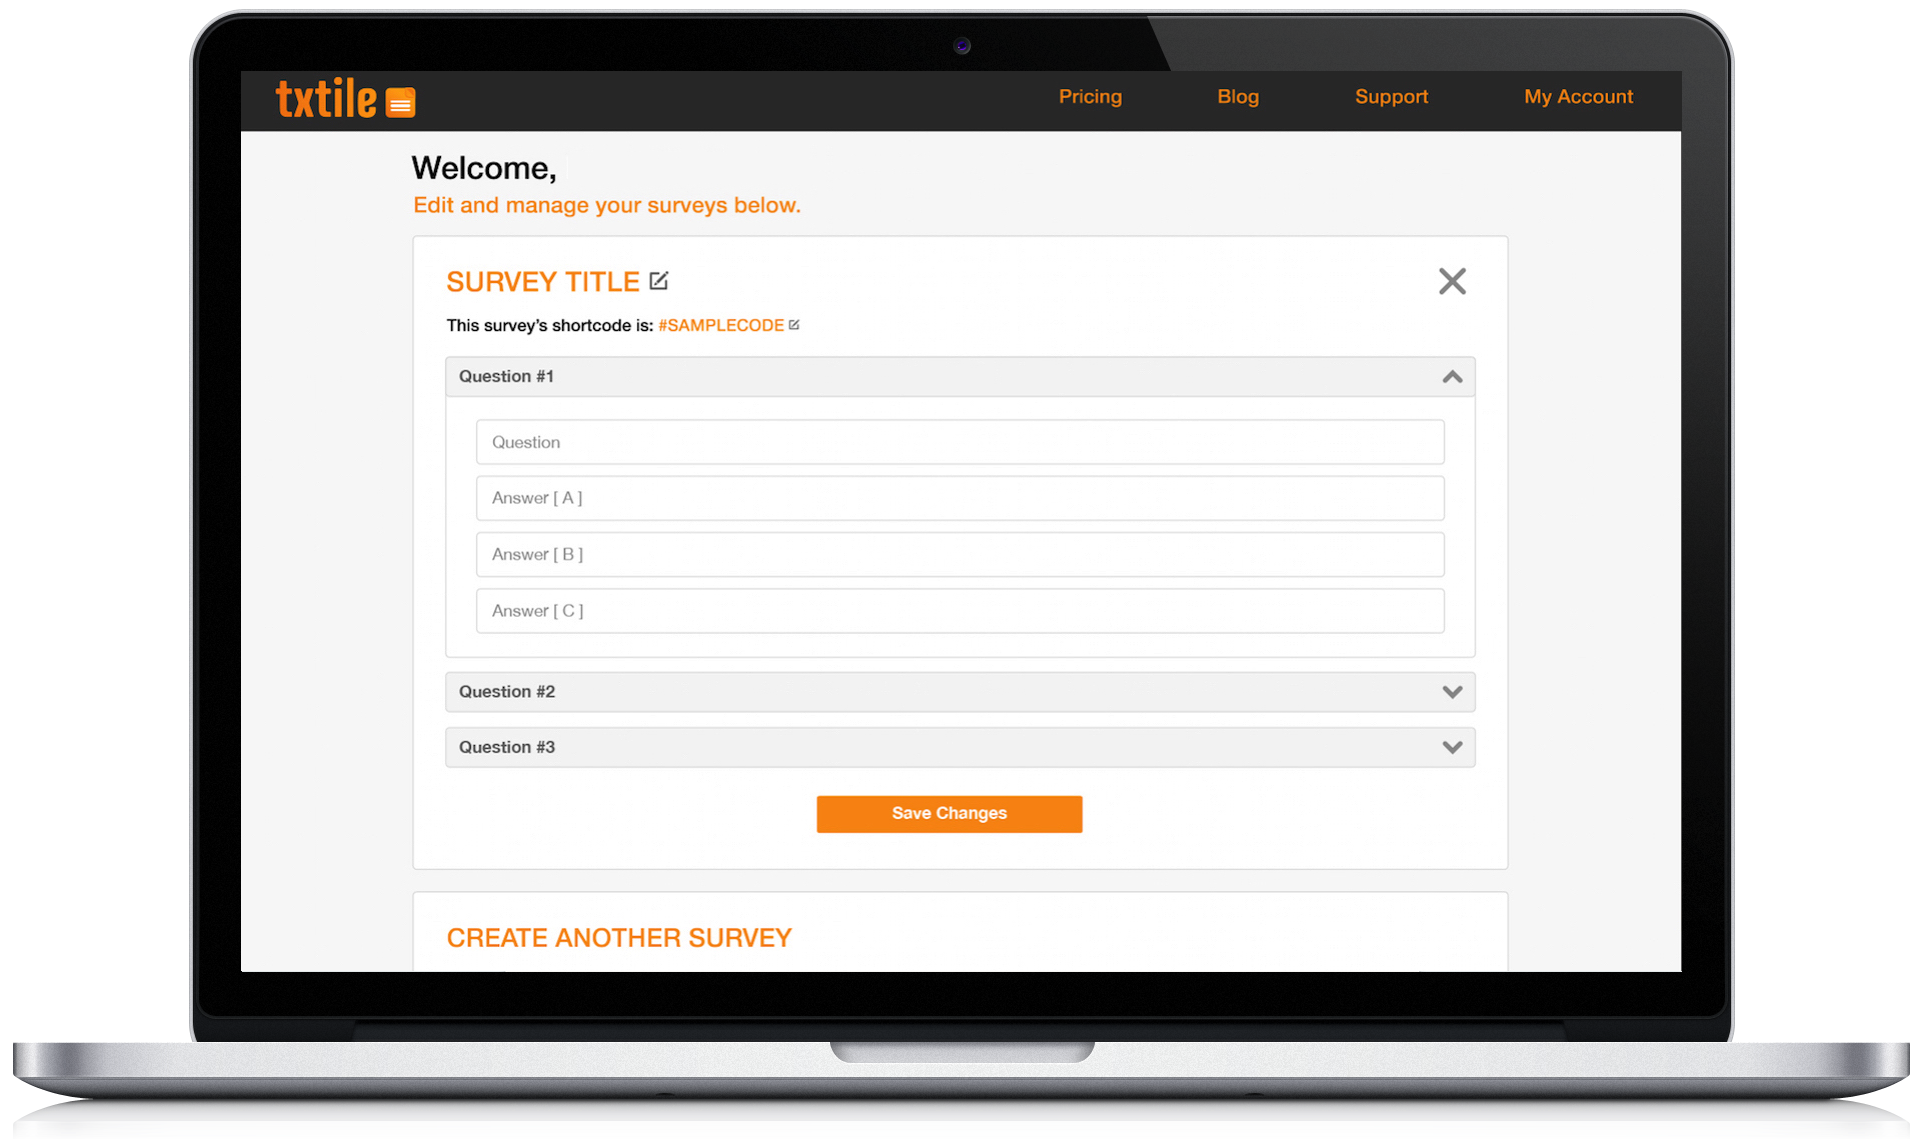 txtile
Pricing Blog Support My Account
Welcome,
Edit and manage your surveys below.
SURVEY TITLE
This survey's shortcode is: #SAMPLECODE
Question #1
Question
Answer [ A ]
Answer [ B ]
Answer [ C ]
Question #2
Question #3
Save Changes
CREATE ANOTHER SURVEY